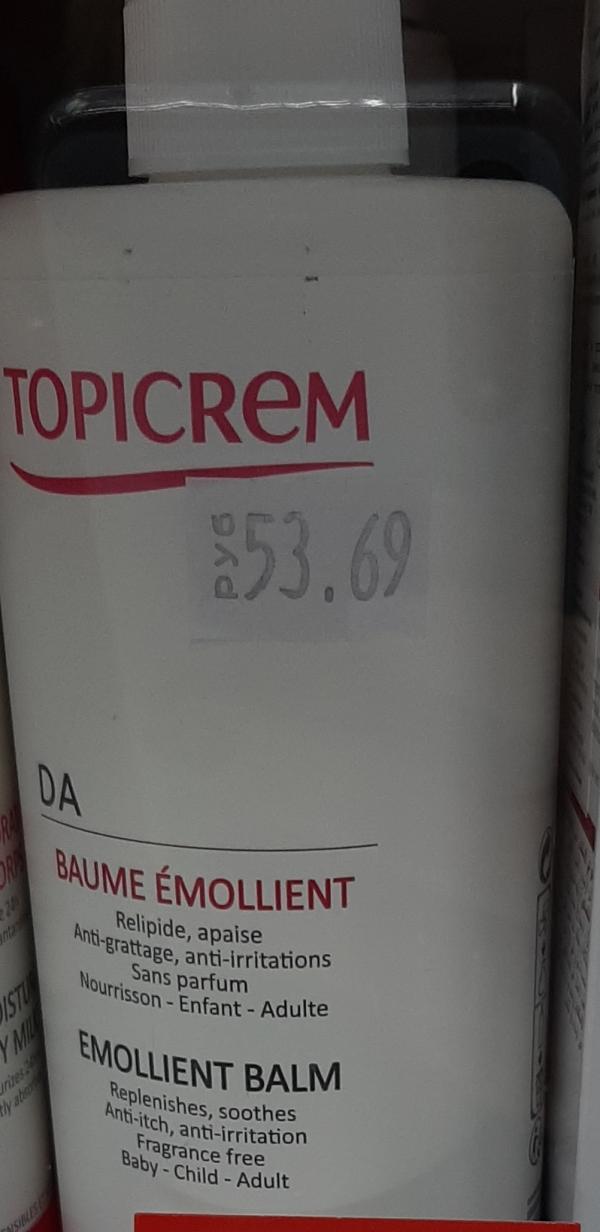 TOPICREM
руб 53.69
DA
BAUME ÉMOLLIENT
Relipide, apaise
Anti-grattage, anti-irritations
Sans parfum
Nourrisson - Enfant - Adulte
EMOLLIENT BALM
Replenishes, soothes
Anti-itch, anti-irritation
Fragrance free
Baby - Child - Adult